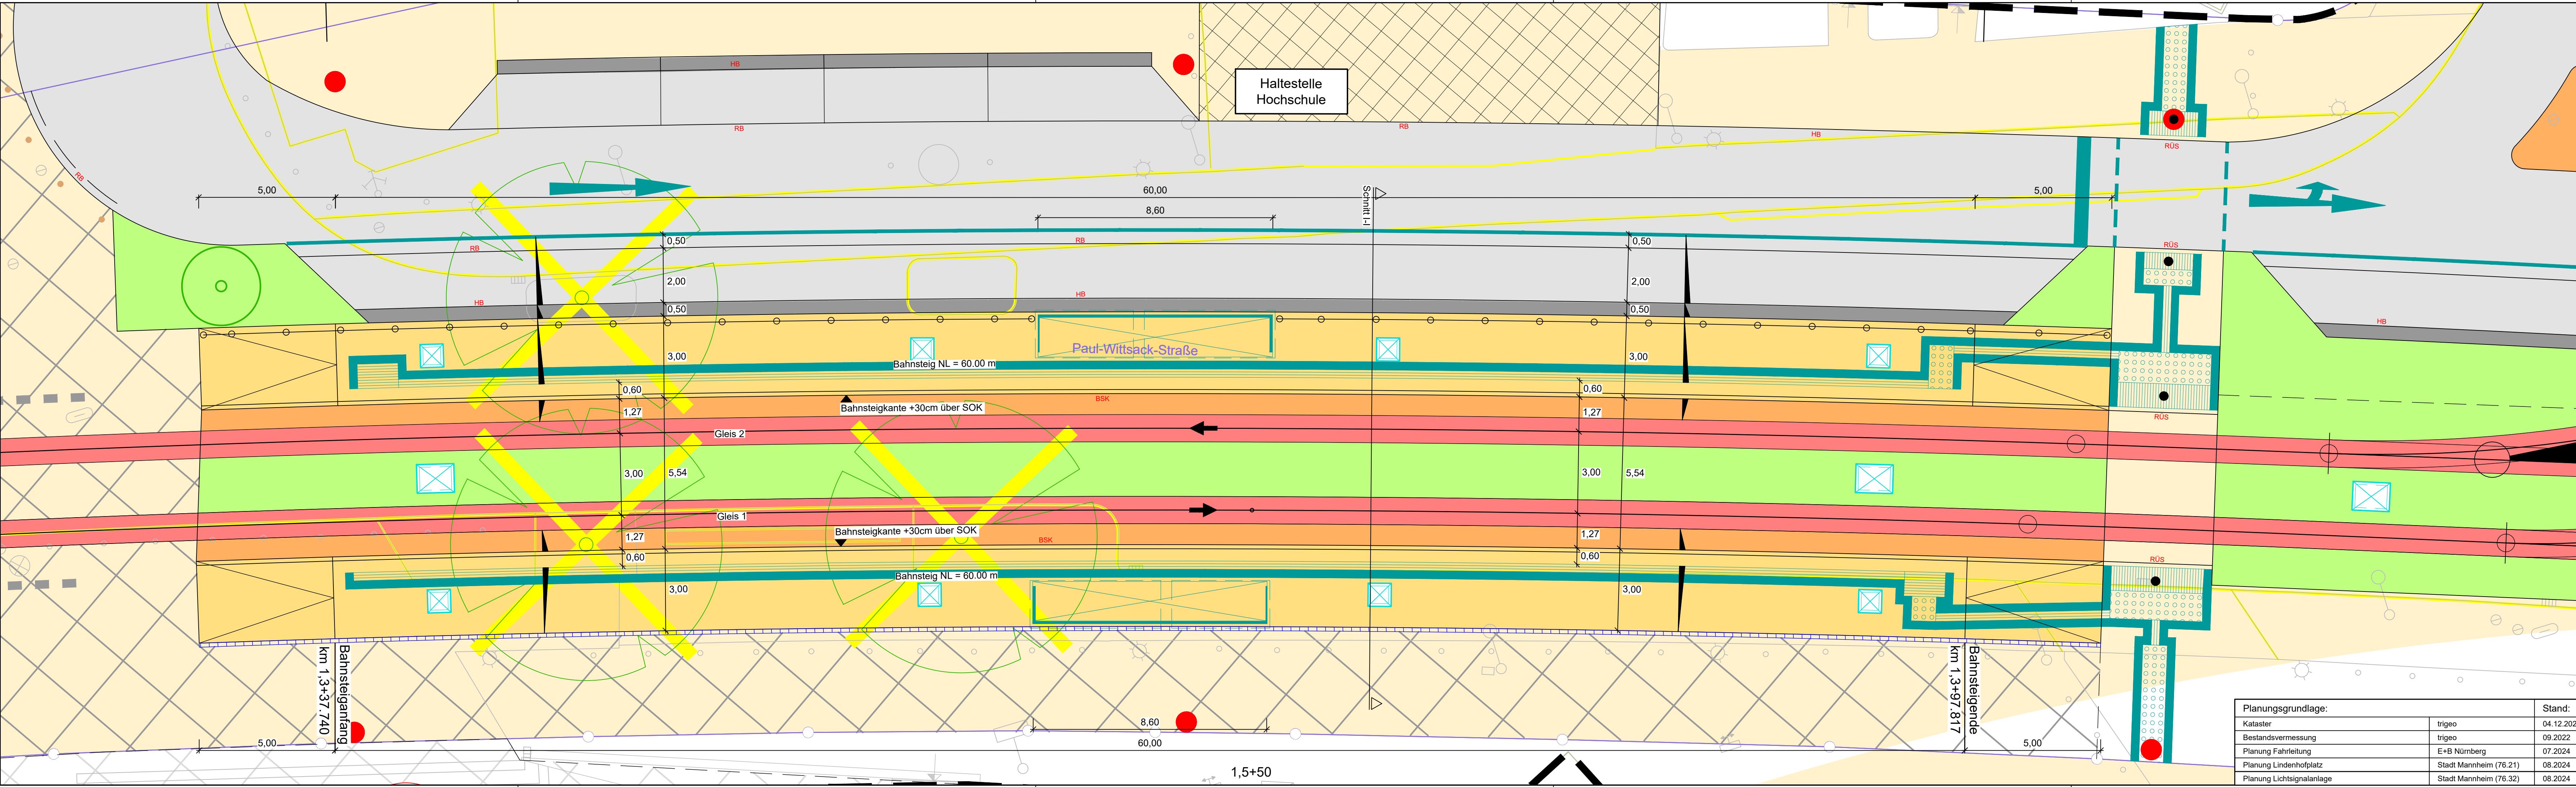 HB
Haltestelle
Hochschule
RB
RB
HB
RÜS
RB
5,00
60,00
5,00
Schnitt I-I
8,60
0,50
RB
RB
0,50
RÜS
2,00
2,00
HB
HB
0,50
0,50
HB
Paul-Wittsack-Straße
3,00
3,00
Bahnsteig NL = 60.00 m
0,60
0,60
BSK
Bahnsteigkante +30cm über SOK
1,27
1,27
RÜS
Gleis 2
3,00
5,54
3,00
5,54
Gleis 1
Bahnsteigkante +30cm über SOK
1,27
1,27
BSK
0,60
0,60
RÜS
Bahnsteig NL = 60.00 m
3,00
3,00
Bahnsteiganfang
km 1,3+37.740
Bahnsteigende
km 1,3+97.817
8,60
5,00
60,00
5,00
1,5+50
Planungsgrundlage: Stand:
Kataster trigeo 04.12.202
Bestandsvermessung trigeo 09.2022
Planung Fahrleitung E+B Nürnberg 07.2024
Planung Lindenhofplatz Stadt Mannheim (76.21) 08.2024
Planung Lichtsignalanlage Stadt Mannheim (76.32) 08.2024